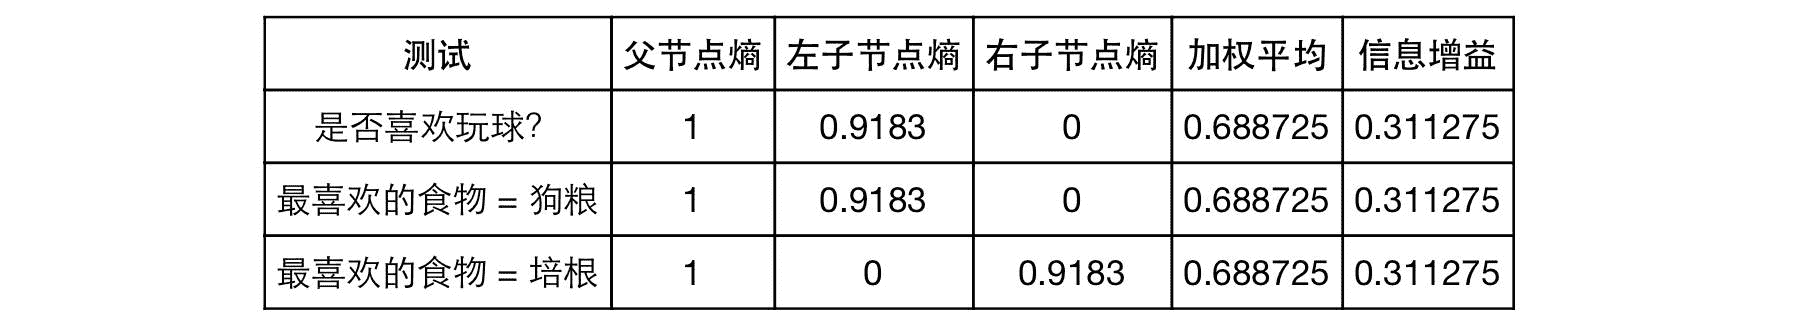 测试 父节点熵 左子节点熵 右子节点熵 加权平均 信息增益
是否喜欢玩球? 1 0.9183 0 0.688725 0.311275
最喜欢的食物 = 狗粮 1 0.9183 0 0.688725 0.311275
最喜欢的食物 = 培根 1 0 0.9183 0.688725 0.311275